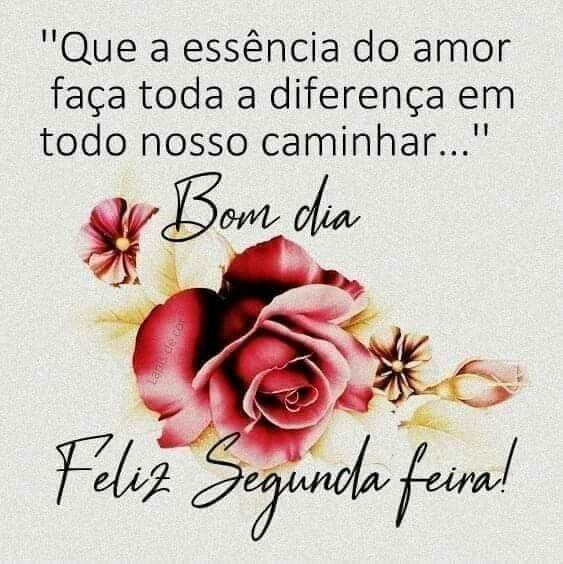 "Que a essência do amor
faça toda a diferença em
todo nosso caminhar..."
Bom dia
Feliz Segunda feira!